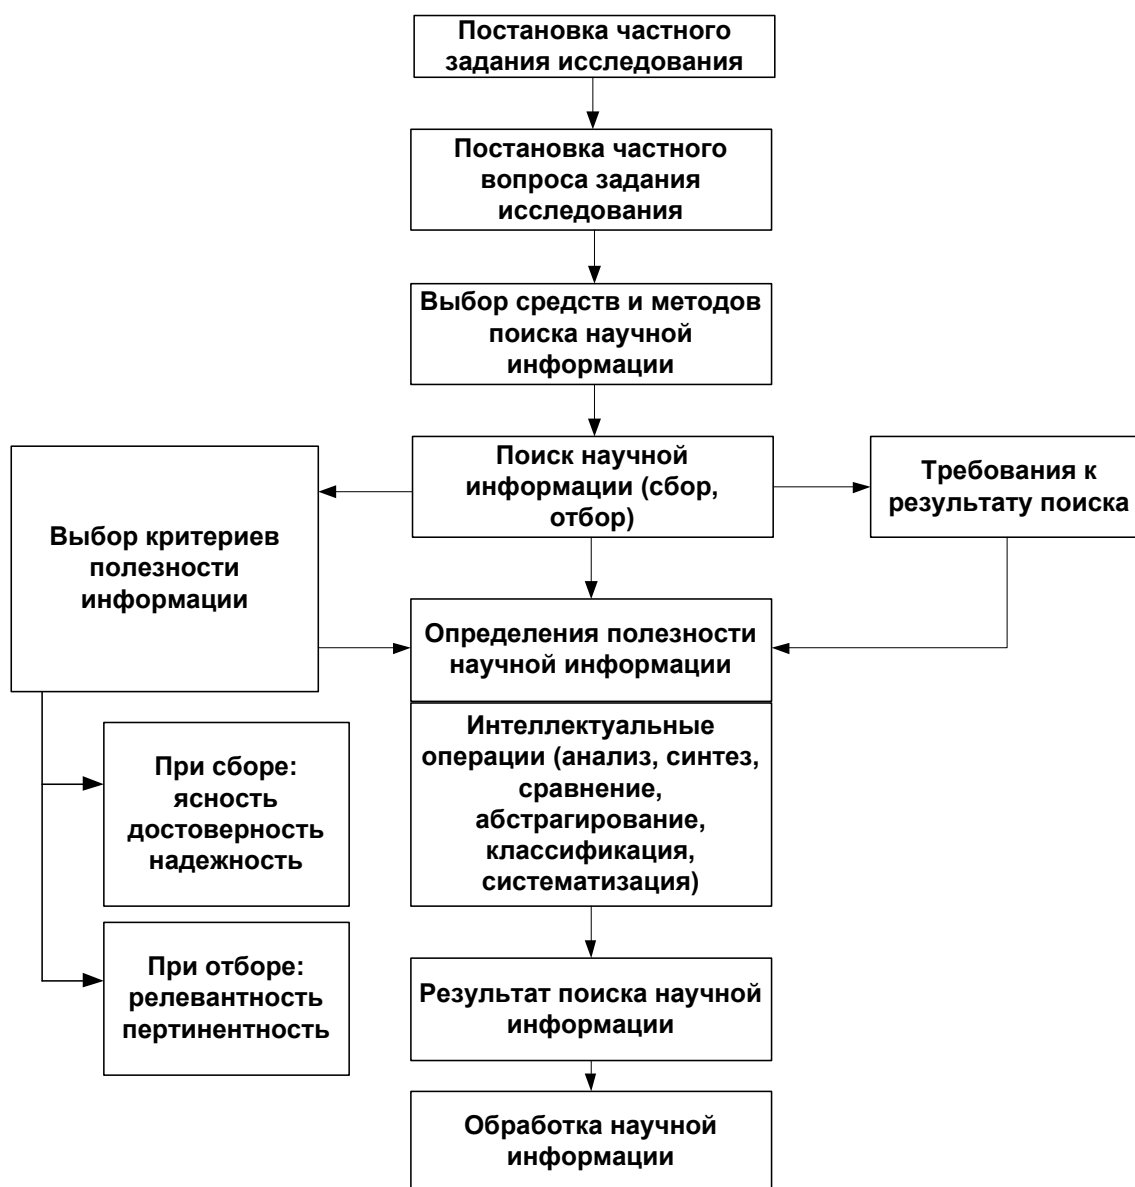 Постановка частного
задания исследования
Постановка частного
вопроса задания
исследования
Выбор средств и методов
поиска научной
информации
Поиск научной
информации (сбор,
отбор)
Требования к
результату поиска
Выбор критериев
полезности
информации
Определения полезности
научной информации
Интеллектуальные
операции (анализ, синтез,
сравнение,
абстрагирование,
классификация,
систематизация)
При сборе:
ясность
достоверность
надежность
При отборе:
релевантность
пертинентность
Результат поиска научной
информации
Обработка научной
информации